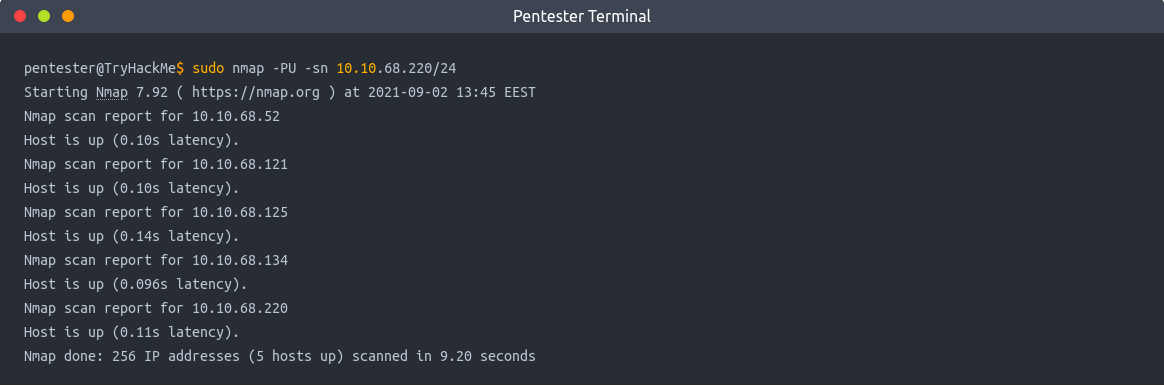 Pentester Terminal
pentester@TryHackMe$ sudo nmap -PU -sn 10.10.68.220/24
Starting Nmap 7.92 ( https://nmap.org ) at 2021-09-02 13:45 EEST
Nmap scan report for 10.10.68.52
Host is up (0.10s latency).
Nmap scan report for 10.10.68.121
Host is up (0.10s latency).
Nmap scan report for 10.10.68.125
Host is up (0.14s latency).
Nmap scan report for 10.10.68.134
Host is up (0.096s latency).
Nmap scan report for 10.10.68.220
Host is up (0.11s latency).
Nmap done: 256 IP addresses (5 hosts up) scanned in 9.20 seconds